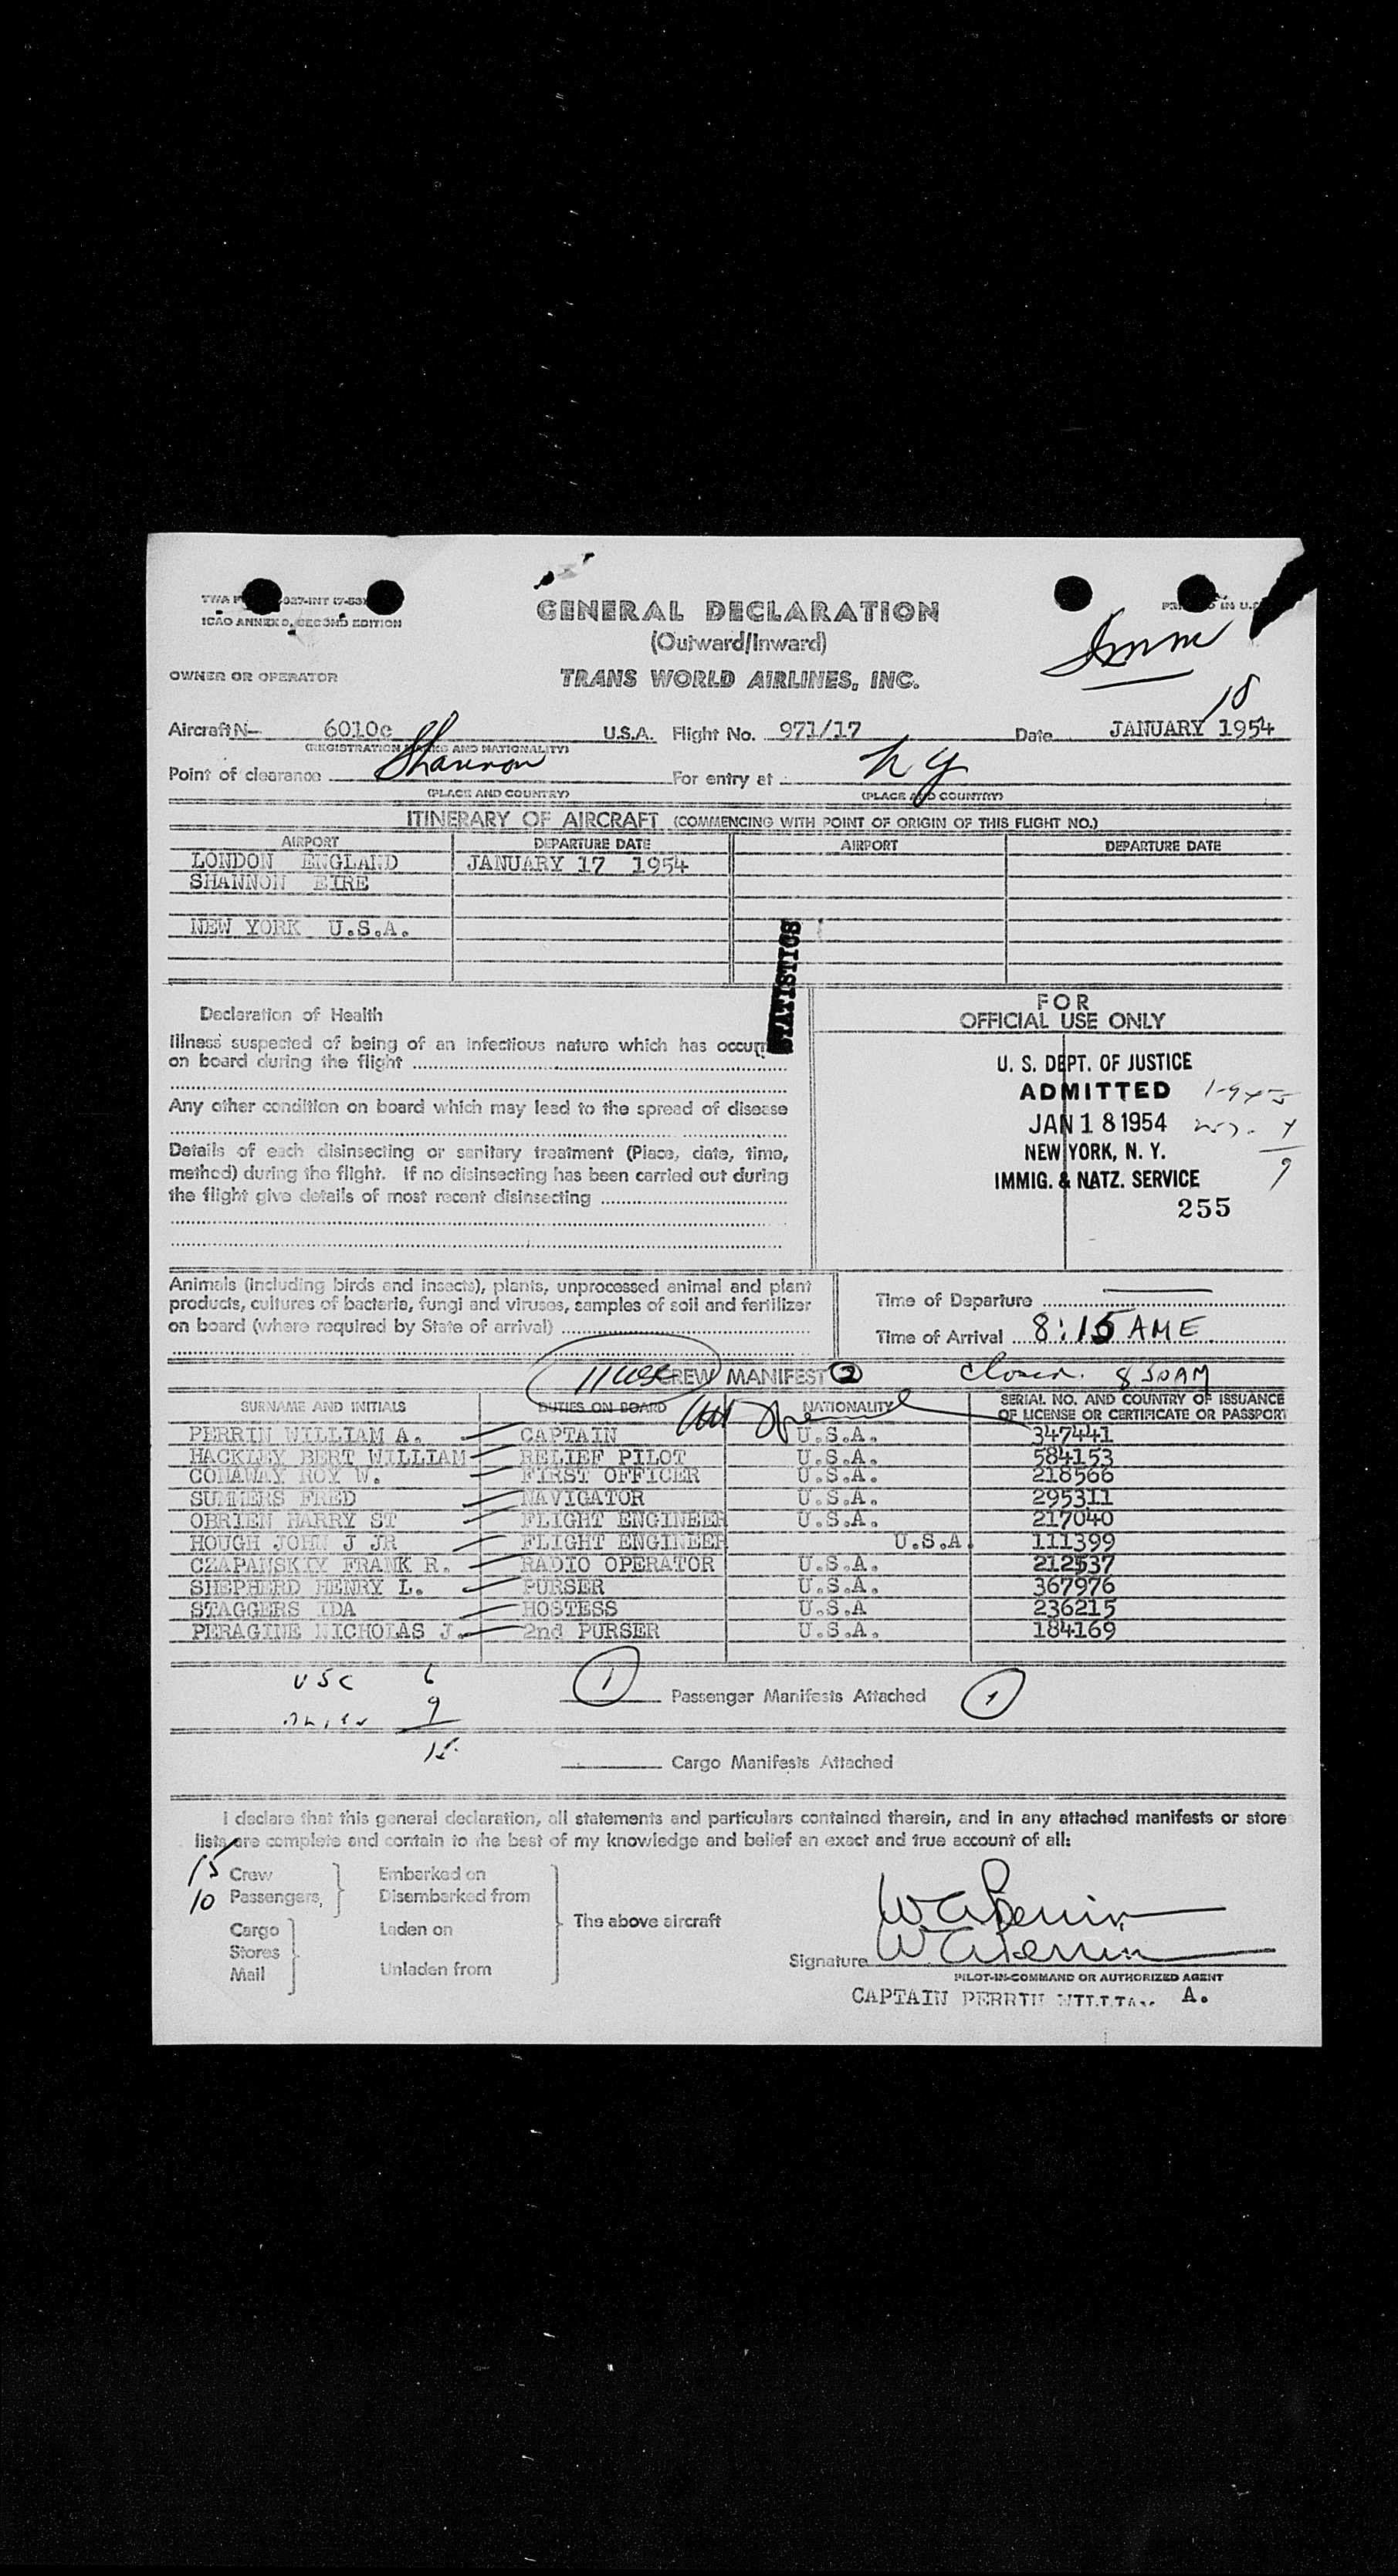 ICAO ANNEX 9, SECOND EDITION
GENERAL DECLARATION
(Outward/Inward)
Imm
OWNER OR OPERATOR
TRANS WORLD AIRLINES, INC.
18
Aircraft N— 6010c U.S.A. Flight No. 971/17 Date JANUARY 1954
(REGISTRATION MARKS AND NATIONALITY)
Point of clearance Shannon For entry at NY
(PLACE AND COUNTRY) (PLACE AND COUNTRY)
ITINERARY OF AIRCRAFT (COMMENCING WITH POINT OF ORIGIN OF THIS FLIGHT NO.)
AIRPORT DEPARTURE DATE AIRPORT DEPARTURE DATE
LONDON ENGLAND JANUARY 17 1954
SHANNON EIRE
NEW YORK U.S.A.
STATISTICS
Declaration of Health
Illness suspected of being of an infectious nature which has occurr
on board during the flight
Any other condition on board which may lead to the spread of disease
Details of each disinsecting or sanitary treatment (Place, date, time,
method) during the flight. If no disinsecting has been carried out during
the flight give details of most recent disinsecting
FOR
OFFICIAL USE ONLY
U. S. DEPT. OF JUSTICE
ADMITTED
JAN 18 1954
NEW YORK, N. Y.
IMMIG. & NATZ. SERVICE
9
255
Animals (including birds and insects), plants, unprocessed animal and plant
products, cultures of bacteria, fungi and viruses, samples of soil and fertilizer
on board (where required by State of arrival)
Time of Departure
Time of Arrival 8:15 AME
11 USC CREW MANIFEST 2 Closed. 8 50AM
SURNAME AND INITIALS DUTIES ON BOARD NATIONALITY SERIAL NO. AND COUNTRY OF ISSUANCE
OF LICENSE OR CERTIFICATE OR PASSPORT
PERRIN WILLIAM A. CAPTAIN U.S.A. 347441
HACKLEY BERT WILLIAM RELIEF PILOT U.S.A. 584153
CONAWAY ROY W. FIRST OFFICER U.S.A. 218566
SUMMERS FRED NAVIGATOR U.S.A. 295311
OBRIEN HARRY ST FLIGHT ENGINEER U.S.A. 217040
HOUGH JOHN J JR FLIGHT ENGINEER U.S.A. 111399
CZAPANSKIY FRANK R. RADIO OPERATOR U.S.A. 212537
SHEPHERD HENRY L. PURSER U.S.A. 367976
STAGGERS IDA HOSTESS U.S.A 236215
PERAGINE NICHOLAS J. 2nd PURSER U.S.A. 184169
USC 6
9
15
1 Passenger Manifests Attached 1
Cargo Manifests Attached
I declare that this general declaration, all statements and particulars contained therein, and in any attached manifests or store
lists are complete and contain to the best of my knowledge and belief an exact and true account of all:
15 Crew Embarked on
10 Passengers, Disembarked from
Cargo Laden on
Stores
Mail Unladen from
The above aircraft
W A Perrin
Signature W A Perrin
PILOT-IN-COMMAND OR AUTHORIZED AGENT
CAPTAIN PERRIN WILLIAM A.